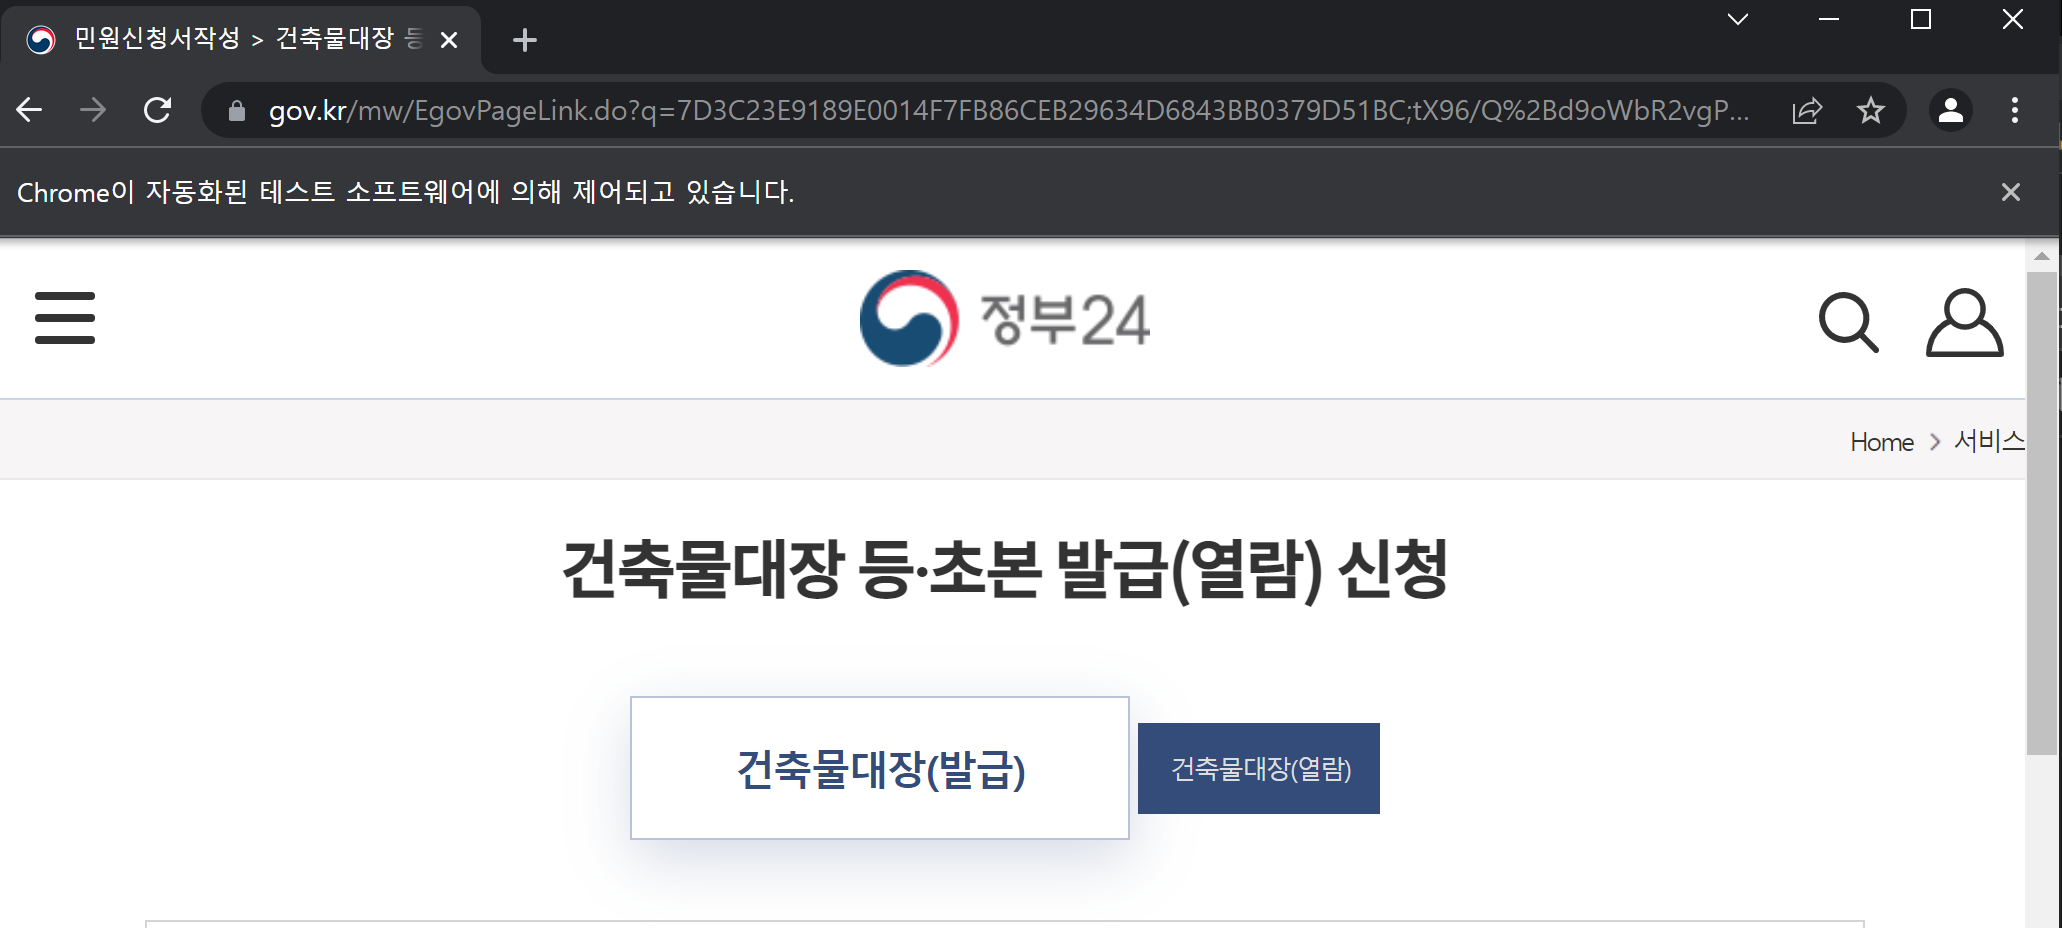 민원신청서작성 > 건축물대장 등
gov.kr/mw/EgovPageLink.do?q=7D3C23E9189E0014F7FB86CEB29634D6843BB0379D51BC;tX96/Q%2Bd9oWbR2vgP...
Chrome이 자동화된 테스트 소프트웨어에 의해 제어되고 있습니다.
정부24
Home > 서비스
건축물대장 등·초본 발급(열람) 신청
건축물대장(발급)
건축물대장(열람)